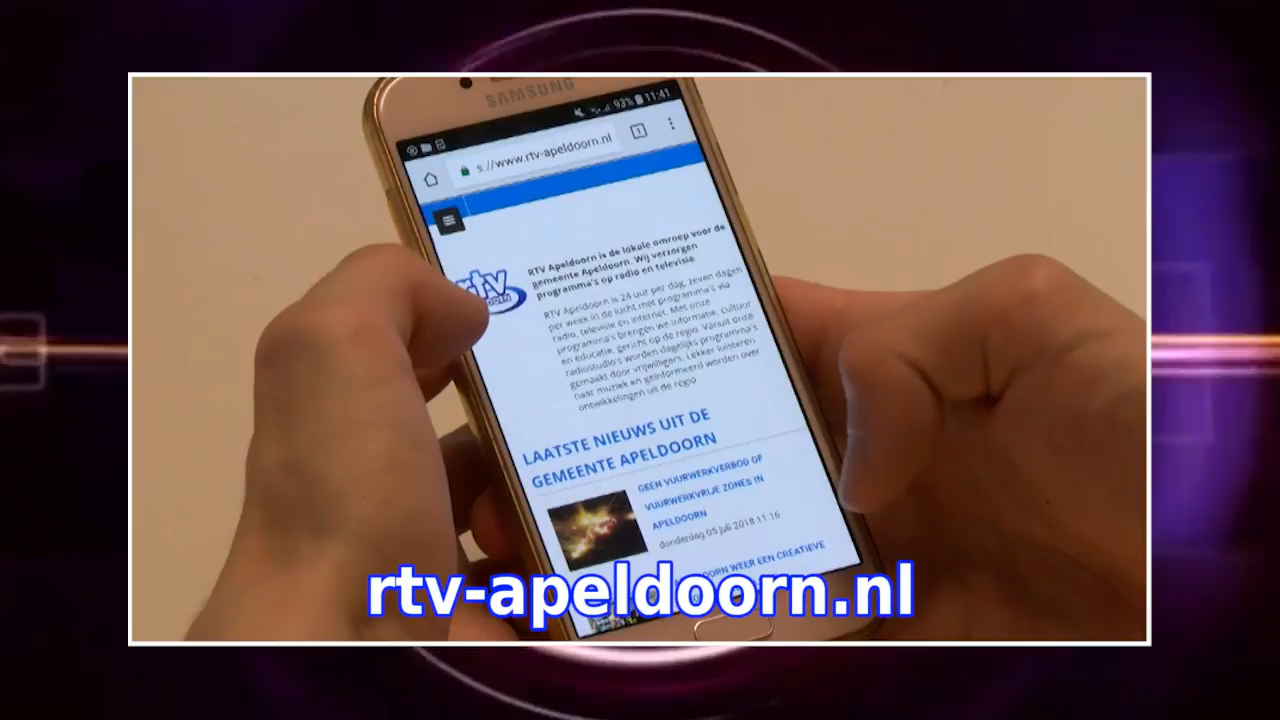 SAMSUNG
93% 11:41
s://www.rtv-apeldoorn.nl
rtv
RTV Apeldoorn is de lokale omroep voor de
gemeente Apeldoorn. Wij verzorgen
programma's op radio en televisie.
RTV Apeldoorn is 24 uur per dag, zeven dagen
per week in de lucht met programma's via
radio, televisie en internet. Met onze
programma's brengen we informatie, cultuur
en educatie, gericht op de regio. Vanuit onze
radiostudio's worden dagelijks programma's
gemaakt door vrijwilligers. Lekker luisteren
naar muziek en geïnformeerd worden over
ontwikkelingen uit de regio.
LAATSTE NIEUWS UIT DE
GEMEENTE APELDOORN
GEEN VUURWERKVERBOD OF
VUURWERKVRIJE ZONES IN
APELDOORN
donderdag 05 juli 2018 11:16
WEER EEN CREATIEVE
rtv-apeldoorn.nl